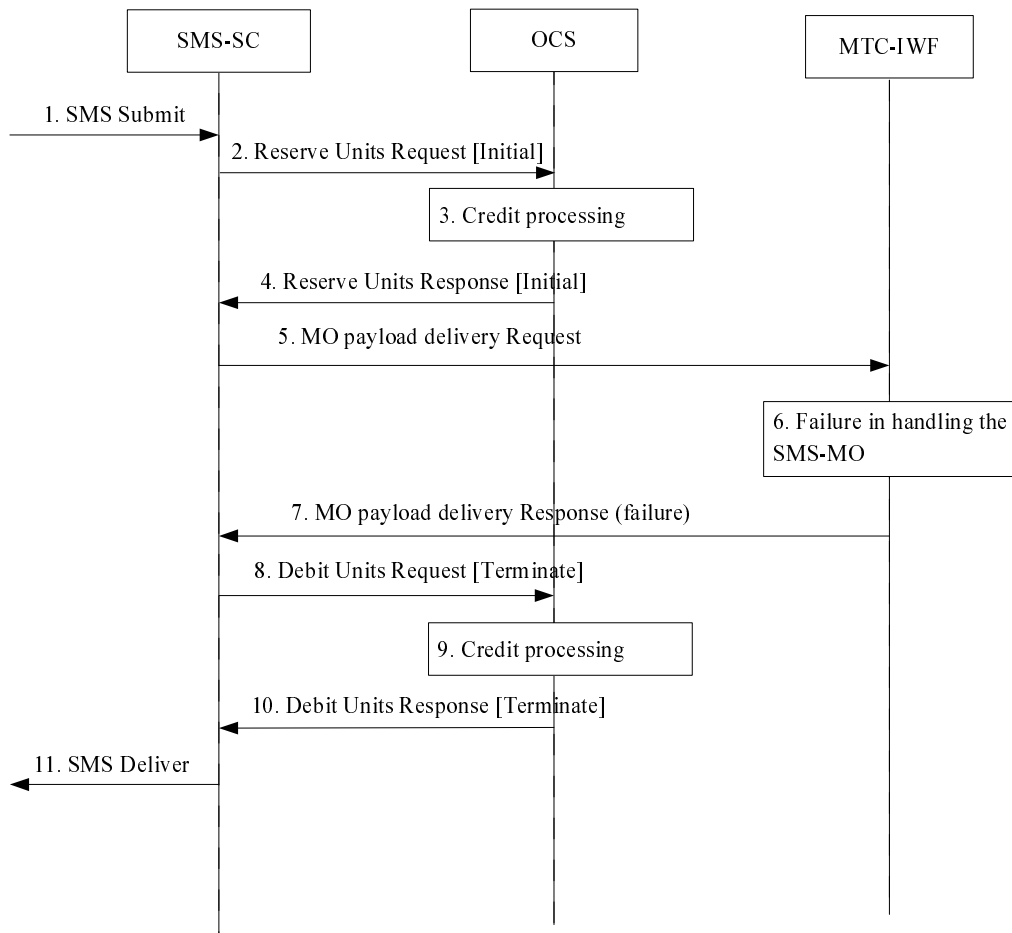 SMS-SC
OCS
MTC-IWF
1. SMS Submit
2. Reserve Units Request [Initial]
3. Credit processing
4. Reserve Units Response [Initial]
5. MO payload delivery Request
6. Failure in handling the
SMS-MO
7. MO payload delivery Response (failure)
8. Debit Units Request [Terminate]
9. Credit processing
10. Debit Units Response [Terminate]
11. SMS Deliver